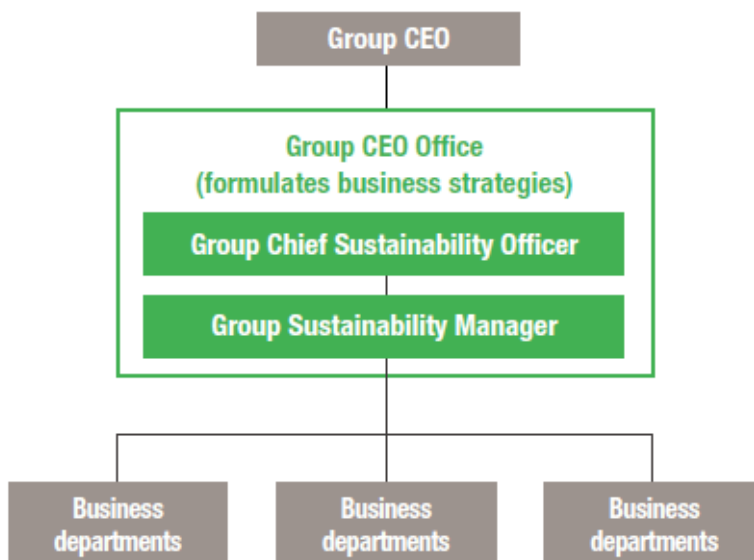 Group CEO
Group CEO Office
(formulates business strategies)
Group Chief Sustainability Officer
Group Sustainability Manager
Business
departments
Business
departments
Business
departments